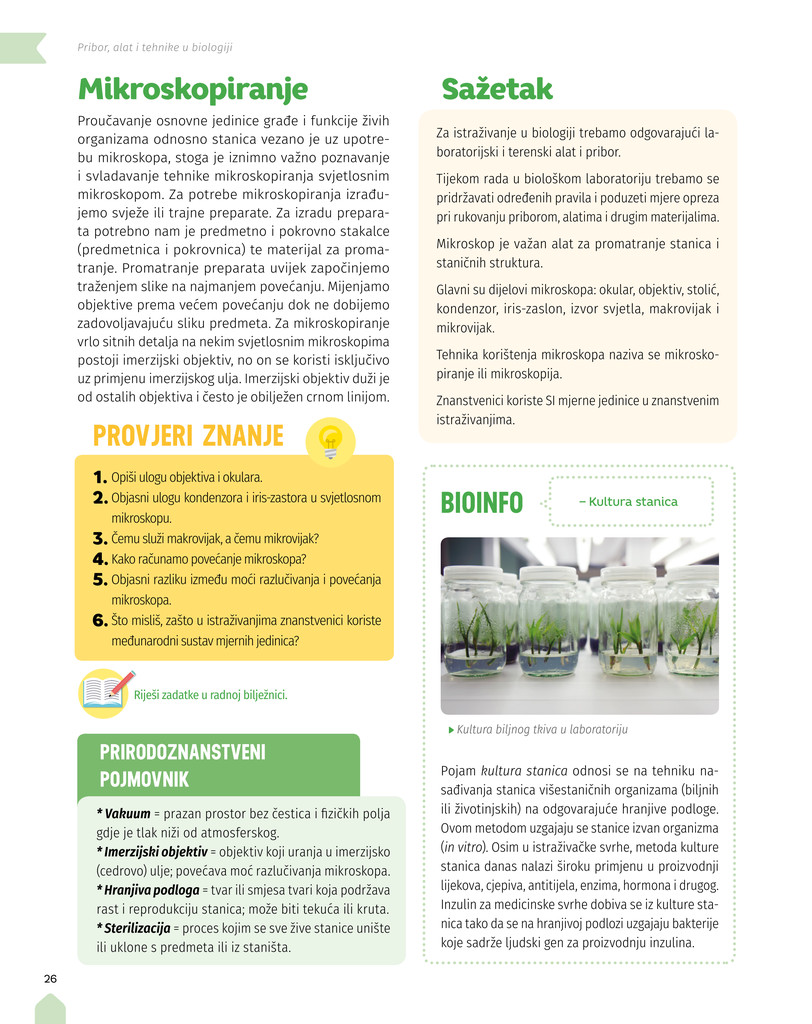 Pribor, alat i tehnike u biologiji
Mikroskopiranje
Proučavanje osnovne jedinice građe i funkcije živih
organizama odnosno stanica vezano je uz upotre-
bu mikroskopa, stoga je iznimno važno poznavanje
i svladavanje tehnike mikroskopiranja svjetlosnim
mikroskopom. Za potrebe mikroskopiranja izrađu-
jemo svježe ili trajne preparate. Za izradu prepara-
ta potrebno nam je predmetno i pokrovno stakalce
(predmetnica i pokrovnica) te materijal za proma-
tranje. Promatranje preparata uvijek započinjemo
traženjem slike na najmanjem povećanju. Mijenjamo
objektive prema većem povećanju dok ne dobijemo
zadovoljavajuću sliku predmeta. Za mikroskopiranje
vrlo sitnih detalja na nekim svjetlosnim mikroskopima
postoji imerzijski objektiv, no on se koristi isključivo
uz primjenu imerzijskog ulja. Imerzijski objektiv duži je
od ostalih objektiva i često je obilježen crnom linijom.
PROVJERI ZNANJE
1. Opiši ulogu objektiva i okulara.
2. Objasni ulogu kondenzora i iris-zastora u svjetlosnom
mikroskopu.
3. Čemu služi makrovijak, a čemu mikrovijak?
4. Kako računamo povećanje mikroskopa?
5. Objasni razliku između moći razlučivanja i povećanja
mikroskopa.
6. Što misliš, zašto u istraživanjima znanstvenici koriste
međunarodni sustav mjernih jedinica?
Riješi zadatke u radnoj bilježnici.
PRIRODOZNANSTVENI
POJMOVNIK
* Vakuum = prazan prostor bez čestica i fizičkih polja
gdje je tlak niži od atmosferskog.
* Imerzijski objektiv = objektiv koji uranja u imerzijsko
(cedrovo) ulje; povećava moć razlučivanja mikroskopa.
* Hranjiva podloga = tvar ili smjesa tvari koja podržava
rast i reprodukciju stanica; može biti tekuća ili kruta.
* Sterilizacija = proces kojim se sve žive stanice unište
ili uklone s predmeta ili iz staništa.
Sažetak
Za istraživanje u biologiji trebamo odgovarajući la-
boratorijski i terenski alat i pribor.
Tijekom rada u biološkom laboratoriju trebamo se
pridržavati određenih pravila i poduzeti mjere opreza
pri rukovanju priborom, alatima i drugim materijalima.
Mikroskop je važan alat za promatranje stanica i
staničnih struktura.
Glavni su dijelovi mikroskopa: okular, objektiv, stolić,
kondenzor, iris-zaslon, izvor svjetla, makrovijak i
mikrovijak.
Tehnika korištenja mikroskopa naziva se mikrosko-
piranje ili mikroskopija.
Znanstvenici koriste SI mjerne jedinice u znanstvenim
istraživanjima.
BIOINFO
– Kultura stanica
Kultura biljnog tkiva u laboratoriju
Pojam kultura stanica odnosi se na tehniku na-
sađivanja stanica višestaničnih organizama (biljnih
ili životinjskih) na odgovarajuće hranjive podloge.
Ovom metodom uzgajaju se stanice izvan organizma
(in vitro). Osim u istraživačke svrhe, metoda kulture
stanica danas nalazi široku primjenu u proizvodnji
lijekova, cjepiva, antitijela, enzima, hormona i drugog.
Inzulin za medicinske svrhe dobiva se iz kulture sta-
nica tako da se na hranjivoj podlozi uzgajaju bakterije
koje sadrže ljudski gen za proizvodnju inzulina.
26